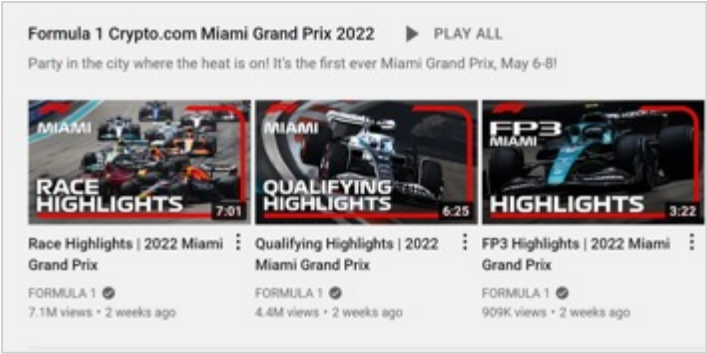 Formula 1 Crypto.com Miami Grand Prix 2022 PLAY ALL
Party in the city where the heat is on! It's the first ever Miami Grand Prix, May 6-8!
MIAMI
RACE
HIGHLIGHTS
7:01
MIAMI
QUALIFYING
HIGHLIGHTS
6:25
FP3
MIAMI
HIGHLIGHTS
3:22
Race Highlights | 2022 Miami
Grand Prix
FORMULA 1
7.1M views • 2 weeks ago
Qualifying Highlights | 2022
Miami Grand Prix
FORMULA 1
4.4M views • 2 weeks ago
FP3 Highlights | 2022 Miami
Grand Prix
FORMULA 1
909K views • 2 weeks ago